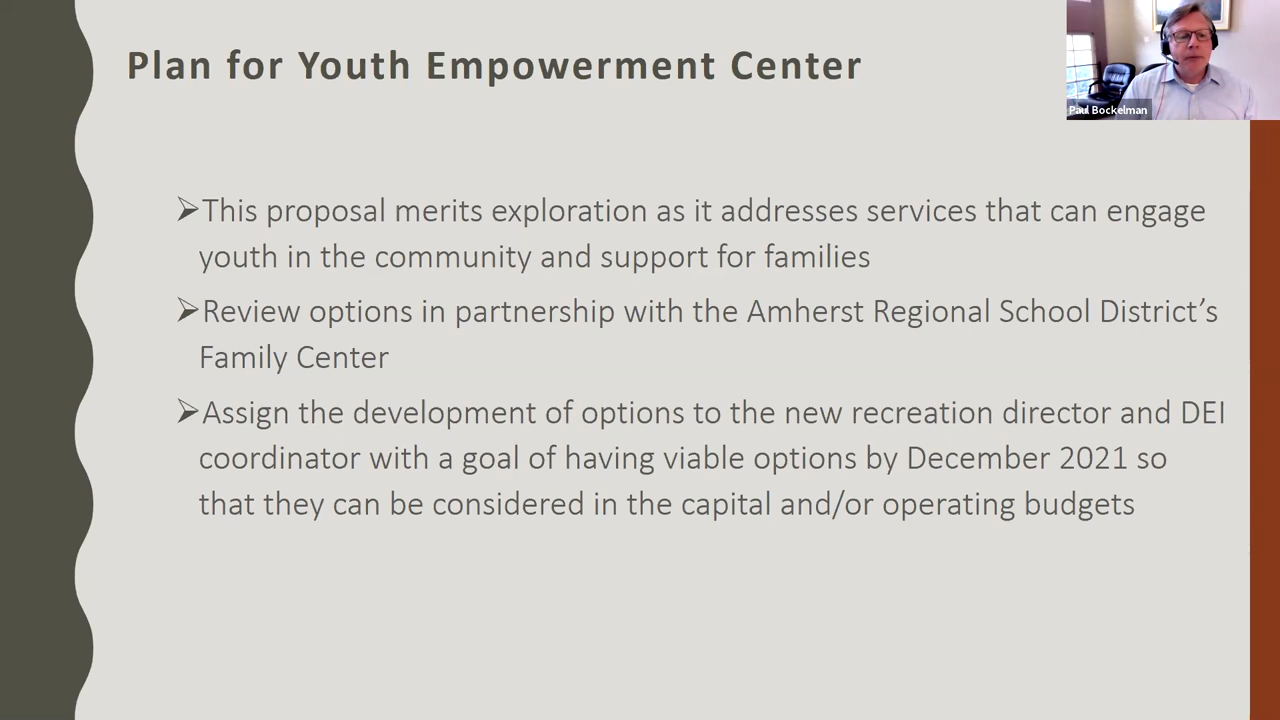 Plan for Youth Empowerment Center
Paul Bockelman
➢This proposal merits exploration as it addresses services that can engage
youth in the community and support for families
➢Review options in partnership with the Amherst Regional School District’s
Family Center
➢Assign the development of options to the new recreation director and DEI
coordinator with a goal of having viable options by December 2021 so
that they can be considered in the capital and/or operating budgets